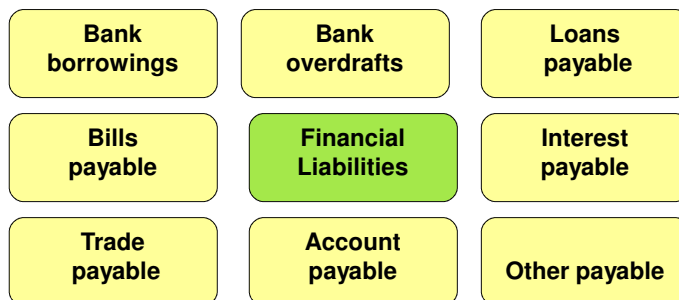 Bank
borrowings
Bank
overdrafts
Loans
payable
Bills
payable
Financial
Liabilities
Interest
payable
Trade
payable
Account
payable
Other payable